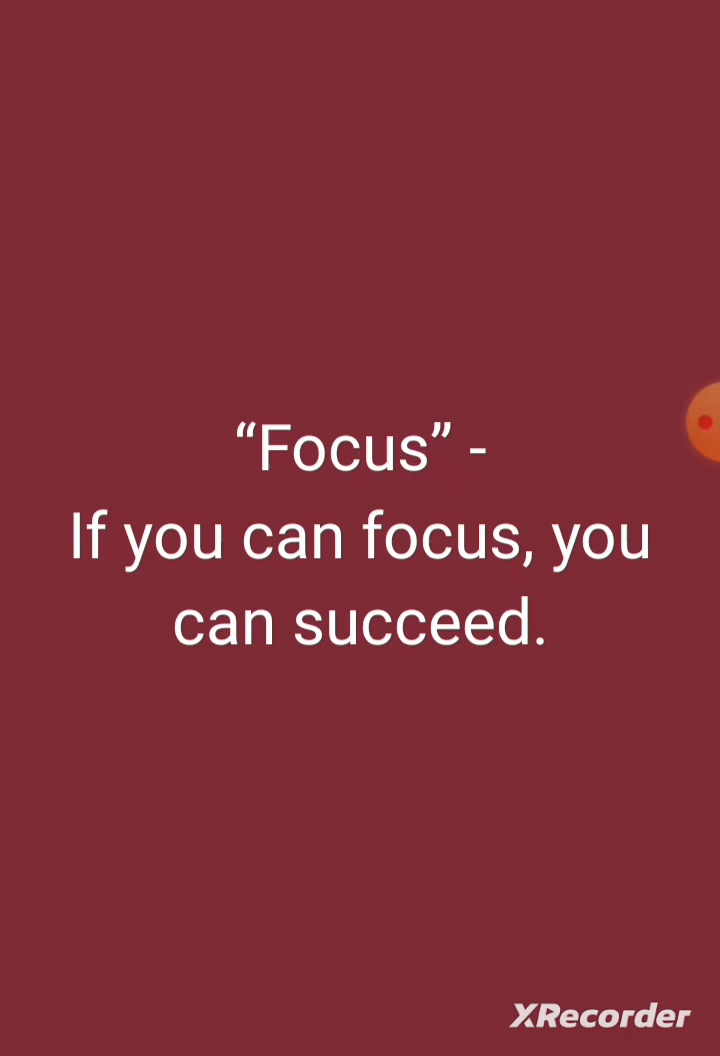 “Focus” -
If you can focus, you
can succeed.
XRecorder